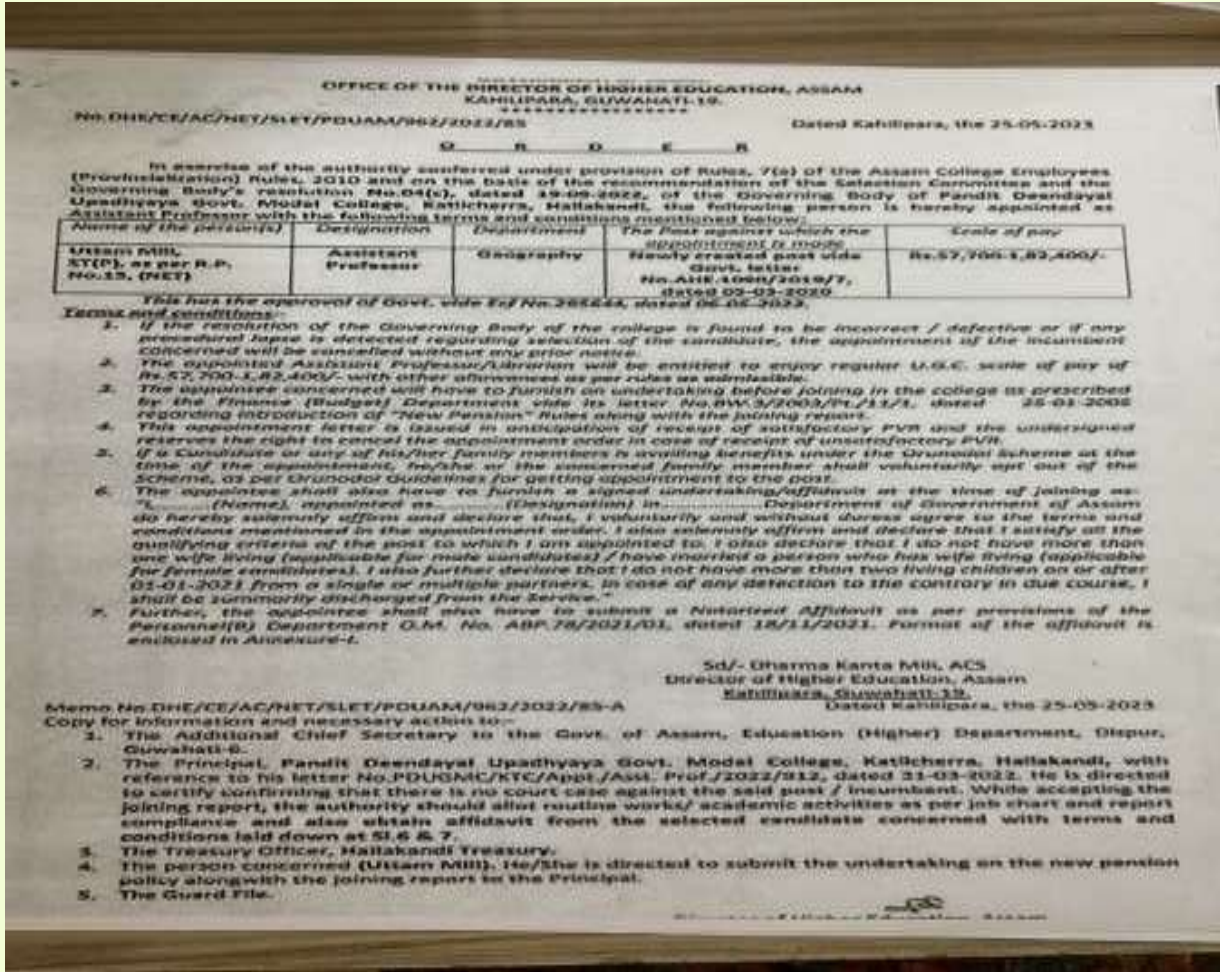 OFFICE OF THE DIRECTOR OF HIGHER EDUCATION, ASSAM
KAHILIPARA, GUWAHATI-19.
No.DHE/CE/AC/NET/SLET/PDUAM/962/2022/85 Dated Kahilipara, the 25-05-2023
O R D E R
In exercise of the authority conferred under provision of Rules, 7(e) of the Assam College Employees
(Provincialization) Rules, 2010 and on the basis of the recommendation of the Selection Committee and the
Governing Body's resolution No.04(s), dated of the Governing Body of Pandit Deendayal
Upadhyaya Govt. Model College, Katlicherra, Hailakandi, the following person is hereby appointed as
Assistant Professor with the following terms and conditions mentioned below:
Name of the person(s) Designation Department The Post against which the appointment is made Scale of pay
Uttam Mili, ST(P), as per R.P. No.15, (NET) Assistant Professor Geography Newly created post vide Govt. letter No.AHE.1090/2019/7, dated Rs.57,700-1,82,400/-
This has the approval of Govt. vide Ecf No. dated
Terms and conditions:-
1. If the resolution of the Governing Body of the college is found to be incorrect / defective or if any
procedural lapse is detected regarding selection of the candidate, the appointment of the incumbent
concerned will be cancelled without any prior notice.
2. The appointed Assistant Professor/Librarian will be entitled to enjoy regular U.G.C. scale of pay of
Rs.57,700-1,82,400/- with other allowances as per rules as admissible.
3. The appointee concerned will have to furnish an undertaking before joining in the college as prescribed
by the Finance (Budget) Department vide its letter dated 25-01-2005
regarding introduction of "New Pension" Rules along with the joining report.
4. This appointment letter is issued in anticipation of receipt of satisfactory PVR and the undersigned
reserves the right to cancel the appointment order in case of receipt of unsatisfactory PVR.
5. If a Candidate or any of his/her family members is availing benefits under the Orunodoi Scheme at the
time of the appointment, he/she or the concerned family member shall voluntarily opt out of the
Scheme, as per Orunodoi Guidelines for getting appointment to the post.
6. The appointee shall also have to furnish a signed undertaking/affidavit at the time of joining as-
"I,.........(Name), appointed as..........(Designation) in...............Department of Government of Assam
do hereby solemnly affirm and declare that, I voluntarily and without duress agree to the terms and
conditions mentioned in the appointment order. I also solemnly affirm and declare that I satisfy all the
qualifying criteria of the post to which I am appointed to. I also declare that I do not have more than
one wife living (applicable for male candidates) / have married a person who has wife living (applicable
for female candidates). I also further declare that I do not have more than two living children on or after
01-01-2021 from a single or multiple partners. In case of any detection to the contrary in due course, I
shall be summarily discharged from the Service."
7. Further, the appointee shall also have to submit a Notarized Affidavit as per provisions of the
Personnel(B) Department O.M. No. ABP.78/2021/01, dated 18/11/2021. Format of the affidavit is
enclosed in Annexure-I.
Sd/- Dharma Kanta Mili, ACS
Director of Higher Education, Assam
Kahilipara, Guwahati-19.
Memo No.DHE/CE/AC/NET/SLET/PDUAM/962/2022/85-A Dated Kahilipara, the 25-05-2023
Copy for information and necessary action to:-
1. The Additional Chief Secretary to the Govt. of Assam, Education (Higher) Department, Dispur,
Guwahati-6.
2. The Principal, Pandit Deendayal Upadhyaya Govt. Model College, Katlicherra, Hailakandi, with
reference to his letter No.PDUGMC/KTC/Appt./Asst. Prof./2022/912, dated 31-03-2022. He is directed
to certify confirming that there is no court case against the said post / incumbent. While accepting the
joining report, the authority should allot routine works/ academic activities as per job chart and report
compliance and also obtain affidavit from the selected candidate concerned with terms and
conditions laid down at Sl.6 & 7.
3. The Treasury Officer, Hailakandi Treasury.
4. The person concerned (Uttam Mili). He/She is directed to submit the undertaking on the new pension
policy alongwith the joining report to the Principal.
5. The Guard File.